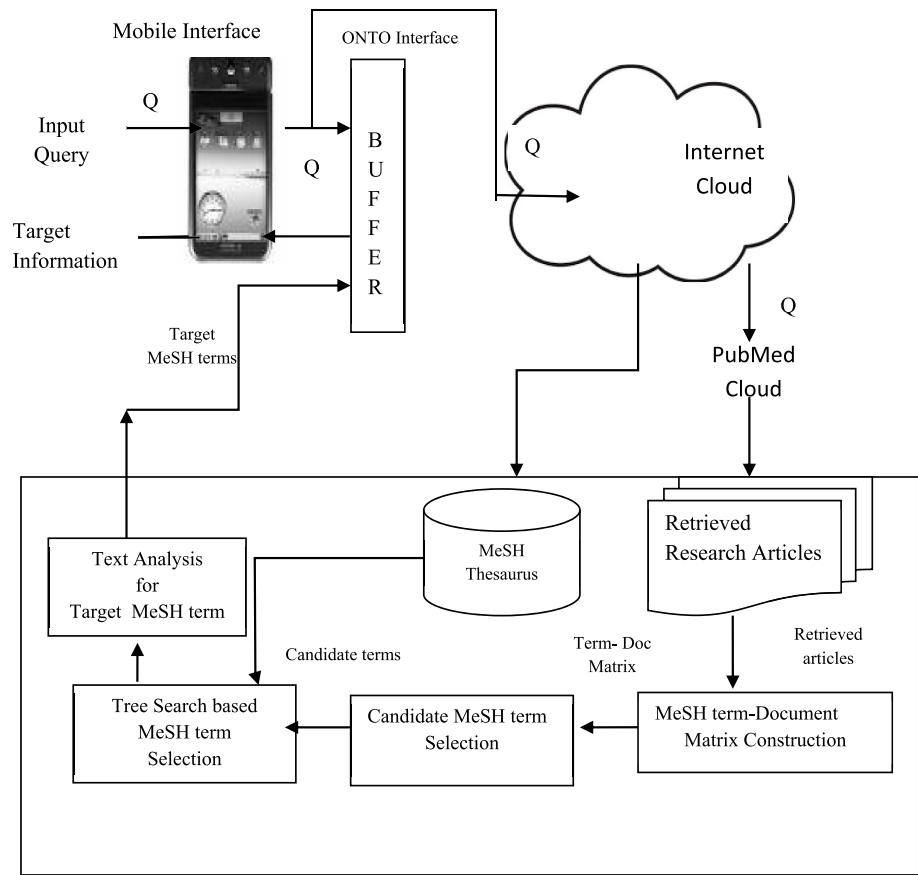 Mobile Interface
ONTO Interface
Q
Input
Query
Q
B
U
F
F
E
R
Q
Internet
Cloud
Target
Information
Target
MeSH terms
Q
PubMed
Cloud
Retrieved
Research Articles
MeSH
Thesaurus
Text Analysis
for
Target MeSH term
Candidate terms
Term- Doc
Matrix
Retrieved
articles
Tree Search based
MeSH term
Selection
Candidate MeSH term
Selection
MeSH term-Document
Matrix Construction